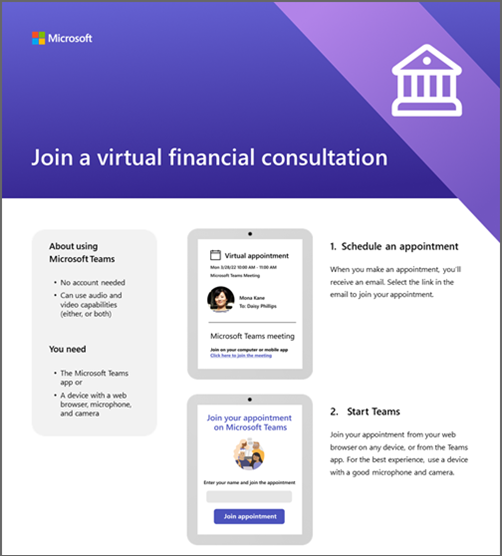 Microsoft
Join a virtual financial consultation
About using
Microsoft Teams
• No account needed
• Can use audio and
video capabilities
(either, or both)
You need
• The Microsoft Teams
app or
• A device with a web
browser, microphone,
and camera
Virtual appointment
Mon 3/26/22 10:00 AM - 11:00 AM
Microsoft Teams Meeting
Mona Kane
To: Daisy Phillips
Microsoft Teams meeting
Join on your computer or mobile app
Click here to join the meeting
1. Schedule an appointment
When you make an appointment, you'll
receive an email. Select the link in the
email to join your appointment.
Join your appointment
on Microsoft Teams
Enter your name and join the appointment
Join appointment
2. Start Teams
Join your appointment from your web
browser on any device, or from the Teams
app. For the best experience, use a device
with a good microphone and camera.